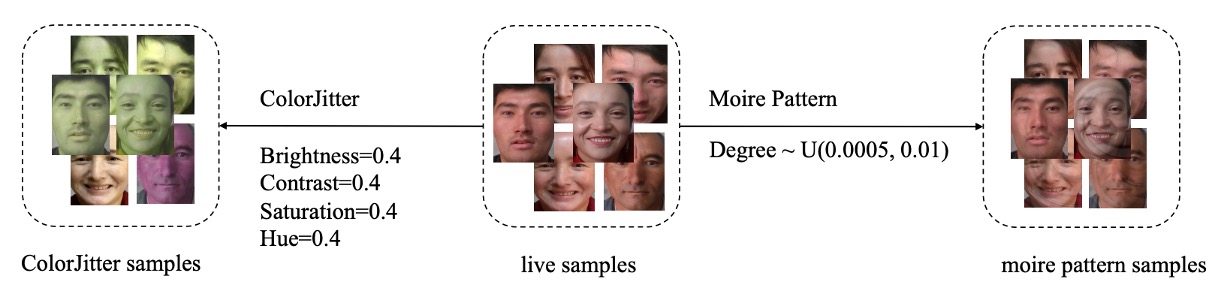 ColorJitter
Brightness=0.4
Contrast=0.4
Saturation=0.4
Hue=0.4
Moire Pattern
Degree ~ U(0.0005, 0.01)
ColorJitter samples
live samples
moire pattern samples